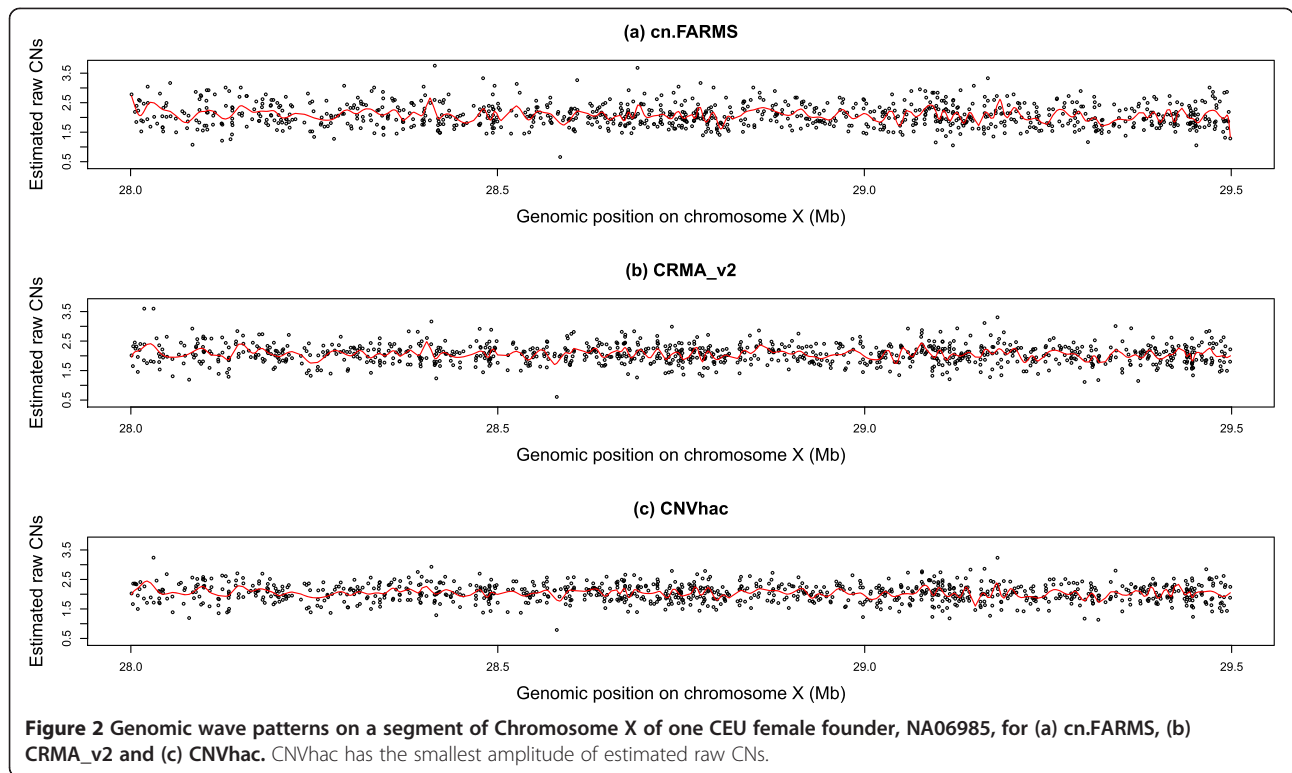 (a) cn.FARMS
Estimated raw CNs
3.5
2.5
1.5
0.5
28.0
28.5
29.0
29.5
Genomic position on chromosome X (Mb)
(b) CRMA_v2
Estimated raw CNs
3.5
2.5
1.5
0.5
28.0
28.5
29.0
29.5
Genomic position on chromosome X (Mb)
(c) CNVhac
Estimated raw CNs
3.5
2.5
1.5
0.5
28.0
28.5
29.0
29.5
Genomic position on chromosome X (Mb)
Figure 2 Genomic wave patterns on a segment of Chromosome X of one CEU female founder, NA06985, for (a) cn.FARMS, (b)
CRMA_v2 and (c) CNVhac. CNVhac has the smallest amplitude of estimated raw CNs.